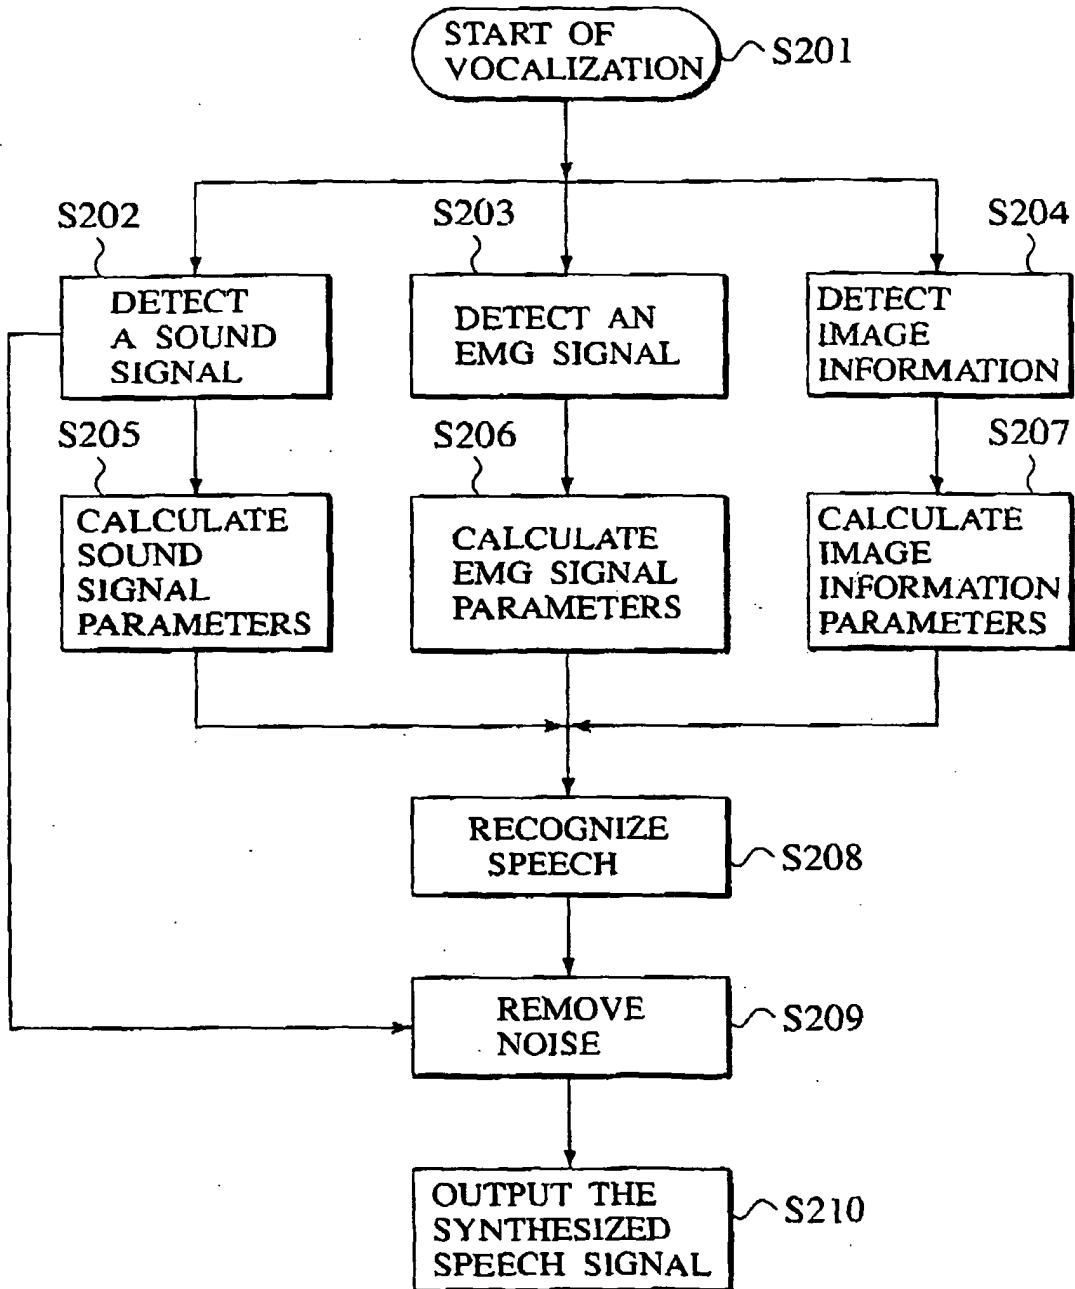 START OF
VOCALIZATION
S201
S202
S203
S204
DETECT
A SOUND
SIGNAL
DETECT AN
EMG SIGNAL
DETECT
IMAGE
INFORMATION
S205
S206
S207
CALCULATE
SOUND
SIGNAL
PARAMETERS
CALCULATE
EMG SIGNAL
PARAMETERS
CALCULATE
IMAGE
INFORMATION
PARAMETERS
RECOGNIZE
SPEECH
S208
REMOVE
NOISE
S209
OUTPUT THE
SYNTHESIZED
SPEECH SIGNAL
S210